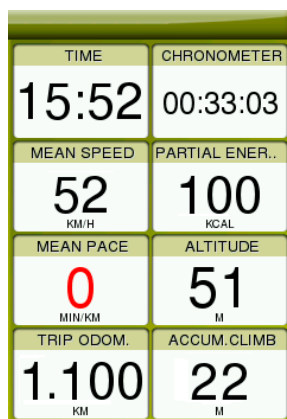 TIME
CHRONOMETER
15:52
00:33:03
MEAN SPEED
PARTIAL ENER..
52
KM/H
100
KCAL
MEAN PACE
ALTITUDE
0
MIN/KM
51
M
TRIP ODOM.
ACCUM.CLIMB
1.100
KM
22
M